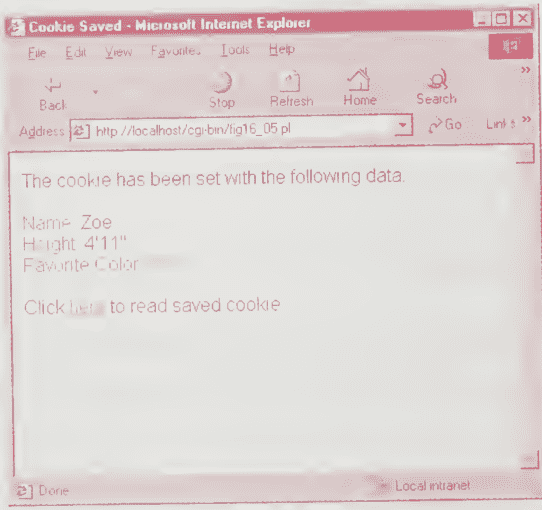 Cookie Saved - Microsoft Internet Explorer
File Edit View Favorites Tools Help
Back Stop Refresh Home Search »
Address http://localhost/cgi-bin/fig16_05.pl Go Links »
The cookie has been set with the following data.
Name: Zoe
Height: 4'11"
Favorite Color
Click here to read saved cookie
Done Local intranet